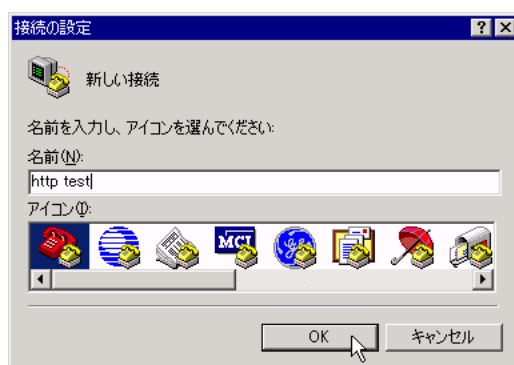 接続の設定
新しい接続
名前を入力し、アイコンを選んでください:
名前(N):
http test
アイコン(I):
MCI
OK
キャンセル